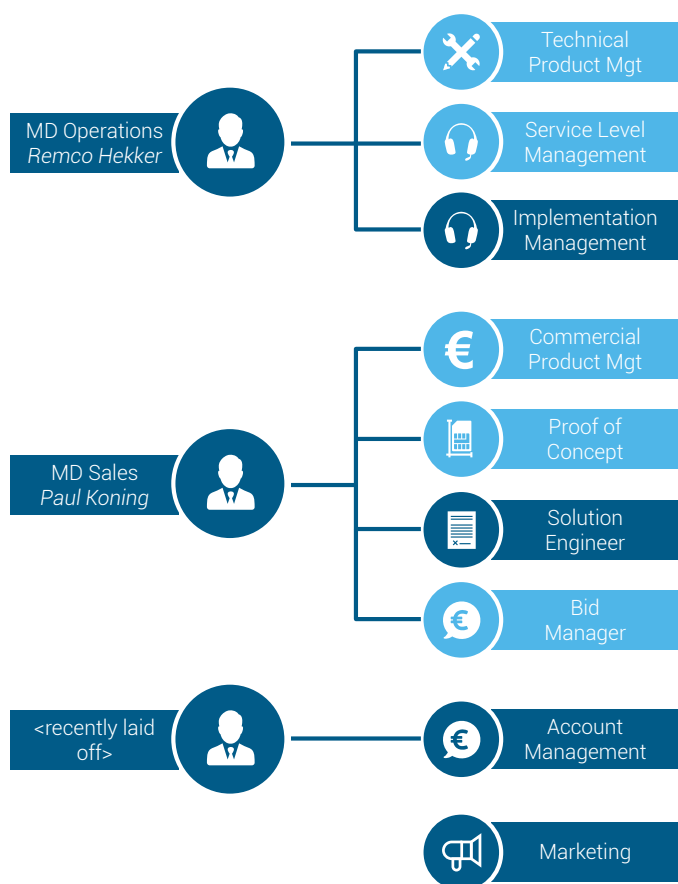 Technical
Product Mgt
MD Operations
Remco Hekker
Service Level
Management
Implementation
Management
Commercial
Product Mgt
Proof of
Concept
MD Sales
Paul Koning
Solution
Engineer
Bid
Manager
<recently laid
off>
Account
Management
Marketing